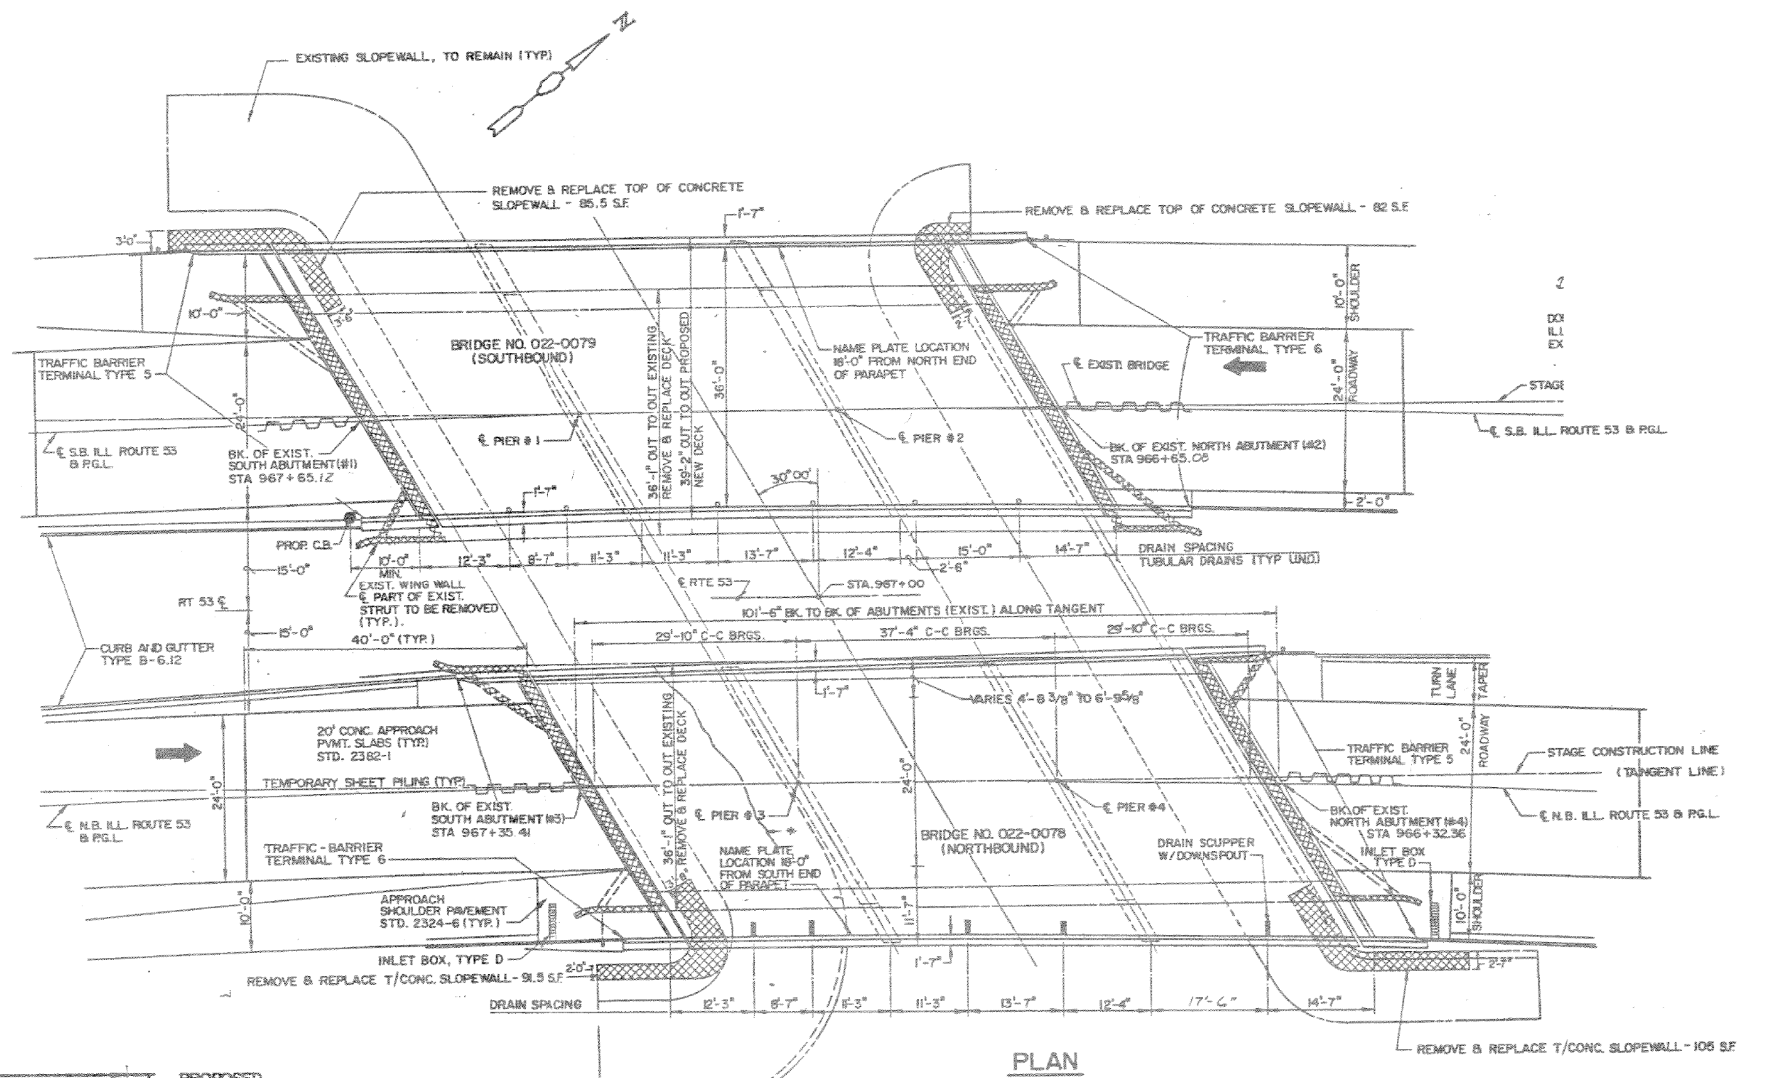 N
EXISTING SLOPEWALL, TO REMAIN (TYP.)
REMOVE & REPLACE TOP OF CONCRETE
SLOPEWALL - 85.5 S.F.
1'-7"
REMOVE & REPLACE TOP OF CONCRETE SLOPEWALL - 82 S.F.
3'-0"
10'-0"
BRIDGE NO. 022-0079
(SOUTHBOUND)
36'-1" OUT TO OUT EXISTING
REMOVE & REPLACE DECK
39'-2" OUT TO OUT PROPOSED
NEW DECK
36'-0"
NAME PLATE LOCATION
18'-0" FROM NORTH END
OF PARAPET
10'-0"
SHOULDER
TRAFFIC BARRIER
TERMINAL TYPE 6
℄ EXIST. BRIDGE
24'-0"
ROADWAY
STAGE
TRAFFIC BARRIER
TERMINAL TYPE 5
24'-0"
℄ S.B. ILL. ROUTE 53
& P.G.L.
BK. OF EXIST.
SOUTH ABUTMENT (#1)
STA 967+65.12
℄ PIER #1
℄ PIER #2
BK. OF EXIST. NORTH ABUTMENT (#2)
STA 966+65.08
℄ S.B. ILL. ROUTE 53 & P.G.L.
30°00'
1'-7"
2'-0"
PROP. C.B.
10'-0"
MIN.
12'-3"
8'-7"
11'-3"
11'-3"
13'-7"
12'-4"
2'-6"
15'-0"
14'-7"
DRAIN SPACING
TUBULAR DRAINS (TYP. U.N.O.)
15'-0"
RT 53 ℄
15'-0"
EXIST. WING WALL
& PART OF EXIST.
STRUT TO BE REMOVED
(TYP.).
40'-0" (TYP.)
℄ RTE 53
STA. 967+00
101'-6" BK. TO BK. OF ABUTMENTS (EXIST.) ALONG TANGENT
29'-10" C-C BRGS.
37'-4" C-C BRGS.
29'-10" C-C BRGS.
CURB AND GUTTER
TYPE B-6.12
1'-7"
VARIES 4'-8 3/8" TO 6'-9 5/8"
TURN
LANE
TAPER
20' CONC. APPROACH
PVMT. SLABS (TYP.)
STD. 2382-1
36'-1" OUT TO OUT EXISTING
REMOVE & REPLACE DECK
24'-0"
24'-0"
ROADWAY
TRAFFIC BARRIER
TERMINAL TYPE 5
STAGE CONSTRUCTION LINE
(TANGENT LINE)
TEMPORARY SHEET PILING (TYP.)
24'-0"
℄ N.B. ILL. ROUTE 53
& P.G.L.
BK. OF EXIST.
SOUTH ABUTMENT (#3)
STA 967+35.41
℄ PIER #3
℄ PIER #4
BK. OF EXIST.
NORTH ABUTMENT (#4)
STA 966+32.36
℄ N.B. ILL. ROUTE 53 & P.G.L.
BRIDGE NO. 022-0078
(NORTHBOUND)
DRAIN SCUPPER
W/DOWNSPOUT
INLET BOX
TYPE D
TRAFFIC-BARRIER
TERMINAL TYPE 6
NAME PLATE
LOCATION 18'-0"
FROM SOUTH END
OF PARAPET
11'-7"
10'-0"
APPROACH
SHOULDER PAVEMENT
STD. 2324-6 (TYP.)
10'-0"
SHOULDER
INLET BOX, TYPE D
REMOVE & REPLACE T/CONC. SLOPEWALL - 91.5 S.F.
2'-0"
1'-7"
2'-7"
DRAIN SPACING
12'-3"
8'-7"
11'-3"
11'-3"
13'-7"
12'-4"
17'-6"
14'-7"
REMOVE & REPLACE T/CONC. SLOPEWALL - 105 S.F.
PLAN
PROPOSED